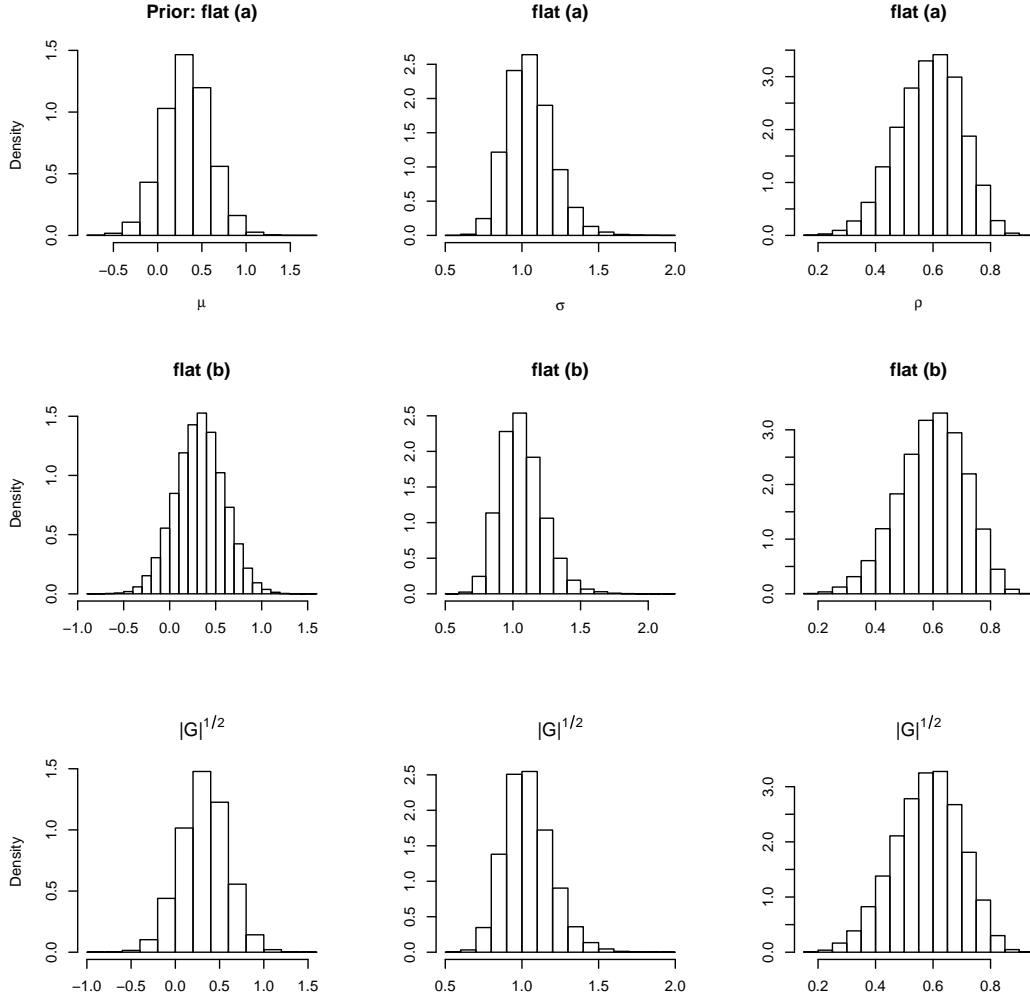 Prior: flat (a)
flat (a)
flat (a)
Density
0.0 0.5 1.0 1.5
−0.5 0.0 0.5 1.0 1.5
μ
0.0 0.5 1.0 1.5 2.0 2.5
0.5 1.0 1.5 2.0
σ
0.0 1.0 2.0 3.0
0.2 0.4 0.6 0.8
ρ
flat (b)
flat (b)
flat (b)
Density
0.0 0.5 1.0 1.5
−1.0 −0.5 0.0 0.5 1.0 1.5
0.0 0.5 1.0 1.5 2.0 2.5
0.5 1.0 1.5 2.0
0.0 1.0 2.0 3.0
0.2 0.4 0.6 0.8
|G|^{1/2}
|G|^{1/2}
|G|^{1/2}
Density
0.0 0.5 1.0 1.5
−1.0 −0.5 0.0 0.5 1.0 1.5
0.0 0.5 1.0 1.5 2.0 2.5
0.5 1.0 1.5 2.0
0.0 1.0 2.0 3.0
0.2 0.4 0.6 0.8